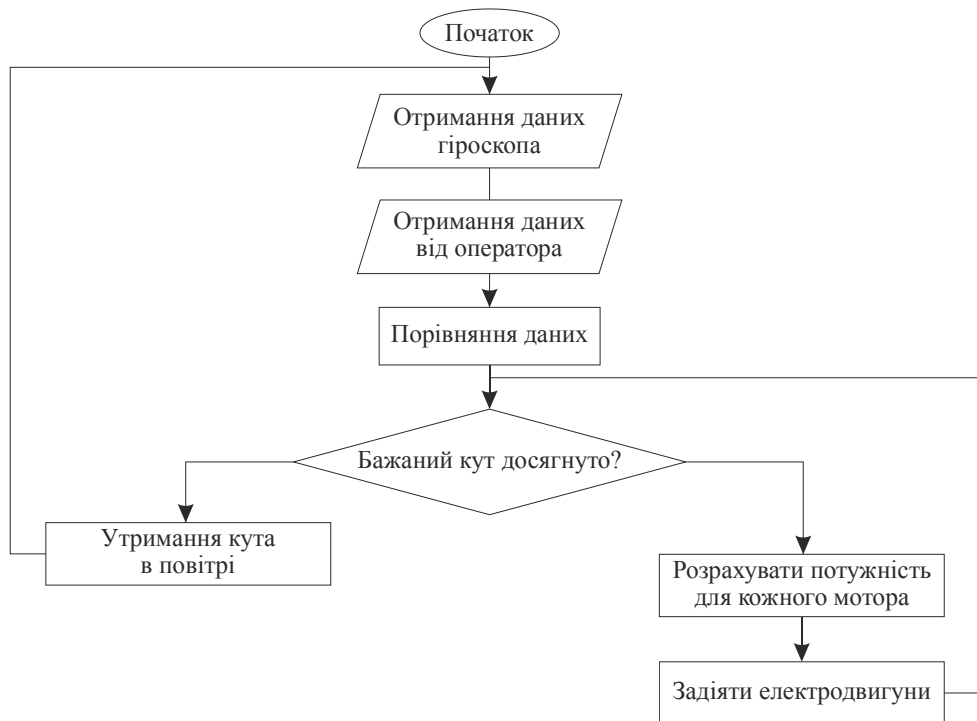 Початок
Отримання даних
гіроскопа
Отримання даних
від оператора
Порівняння даних
Бажаний кут досягнуто?
Утримання кута
в повітрі
Розрахувати потужність
для кожного мотора
Задіяти електродвигуни